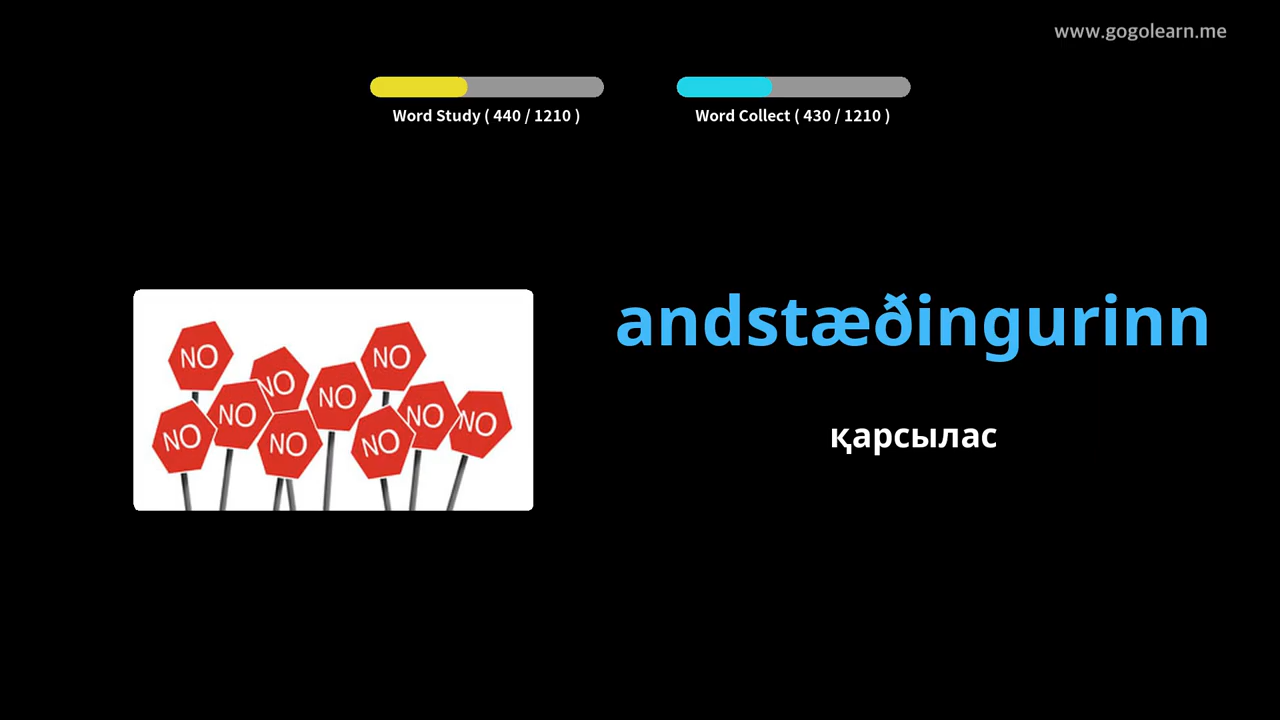 www.gogolearn.me
Word Study ( 440 / 1210 )
Word Collect ( 430 / 1210 )
andstæðingurinn
қарсылас
NO
NO
NO
NO
NO
NO
NO
NO
NO
NO